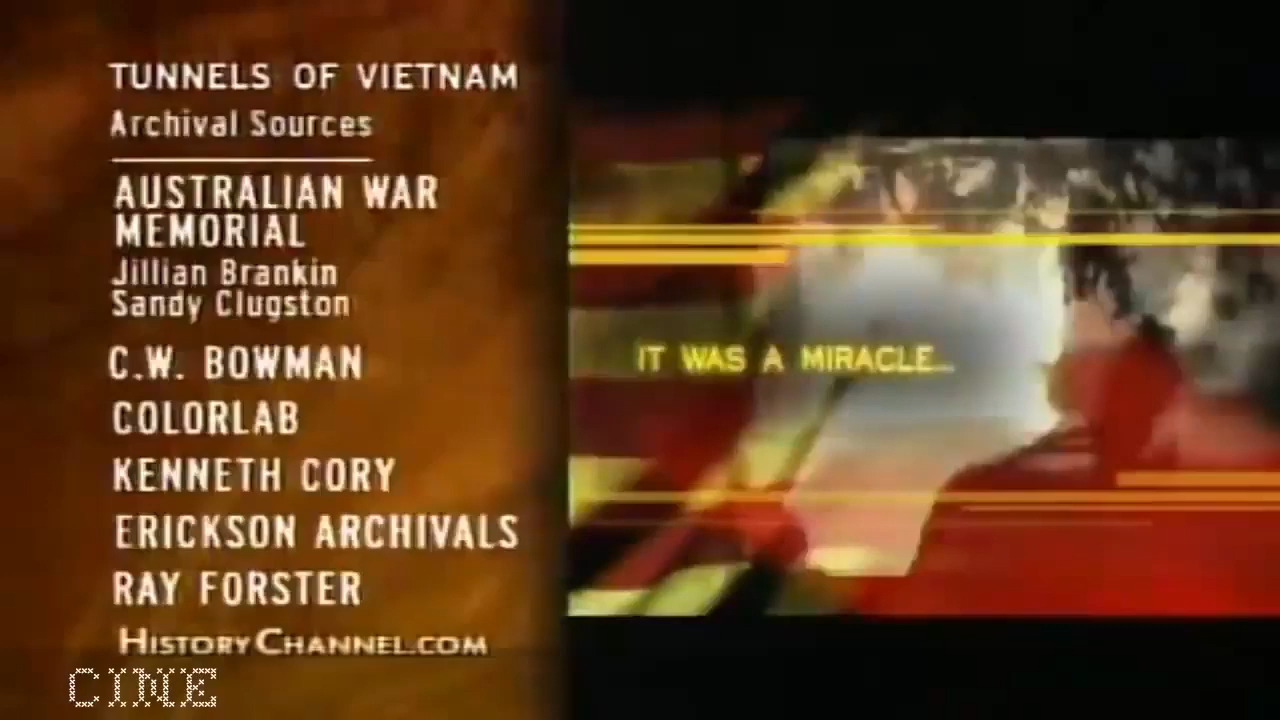 TUNNELS OF VIETNAM
Archival Sources
AUSTRALIAN WAR
MEMORIAL
Jillian Brankin
Sandy Clugston
C.W. BOWMAN
COLORLAB
KENNETH CORY
ERICKSON ARCHIVALS
RAY FORSTER
HISTORYCHANNEL.COM
CINE
IT WAS A MIRACLE...